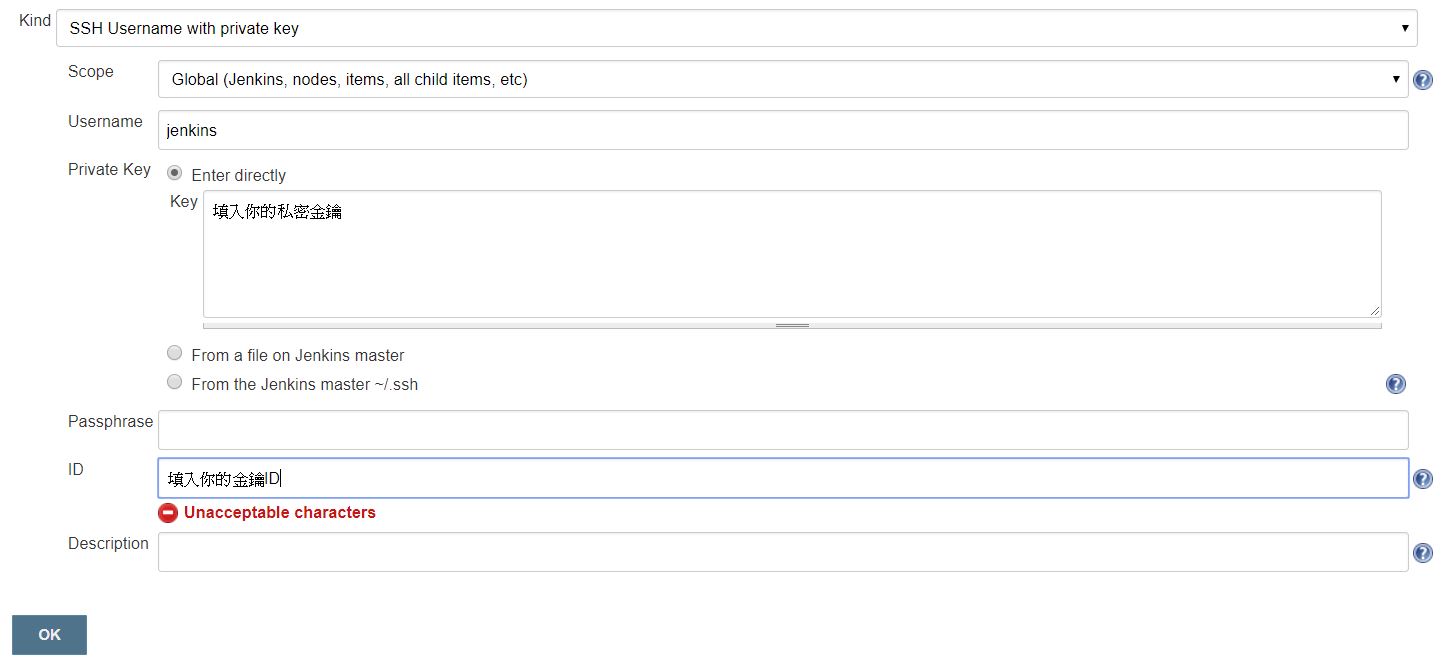 Kind SSH Username with private key
Scope Global (Jenkins, nodes, items, all child items, etc)
Username jenkins
Private Key Enter directly
Key 填入你的私密金鑰
From a file on Jenkins master
From the Jenkins master ~/.ssh
Passphrase
ID 填入你的金鑰ID
Unacceptable characters
Description
OK